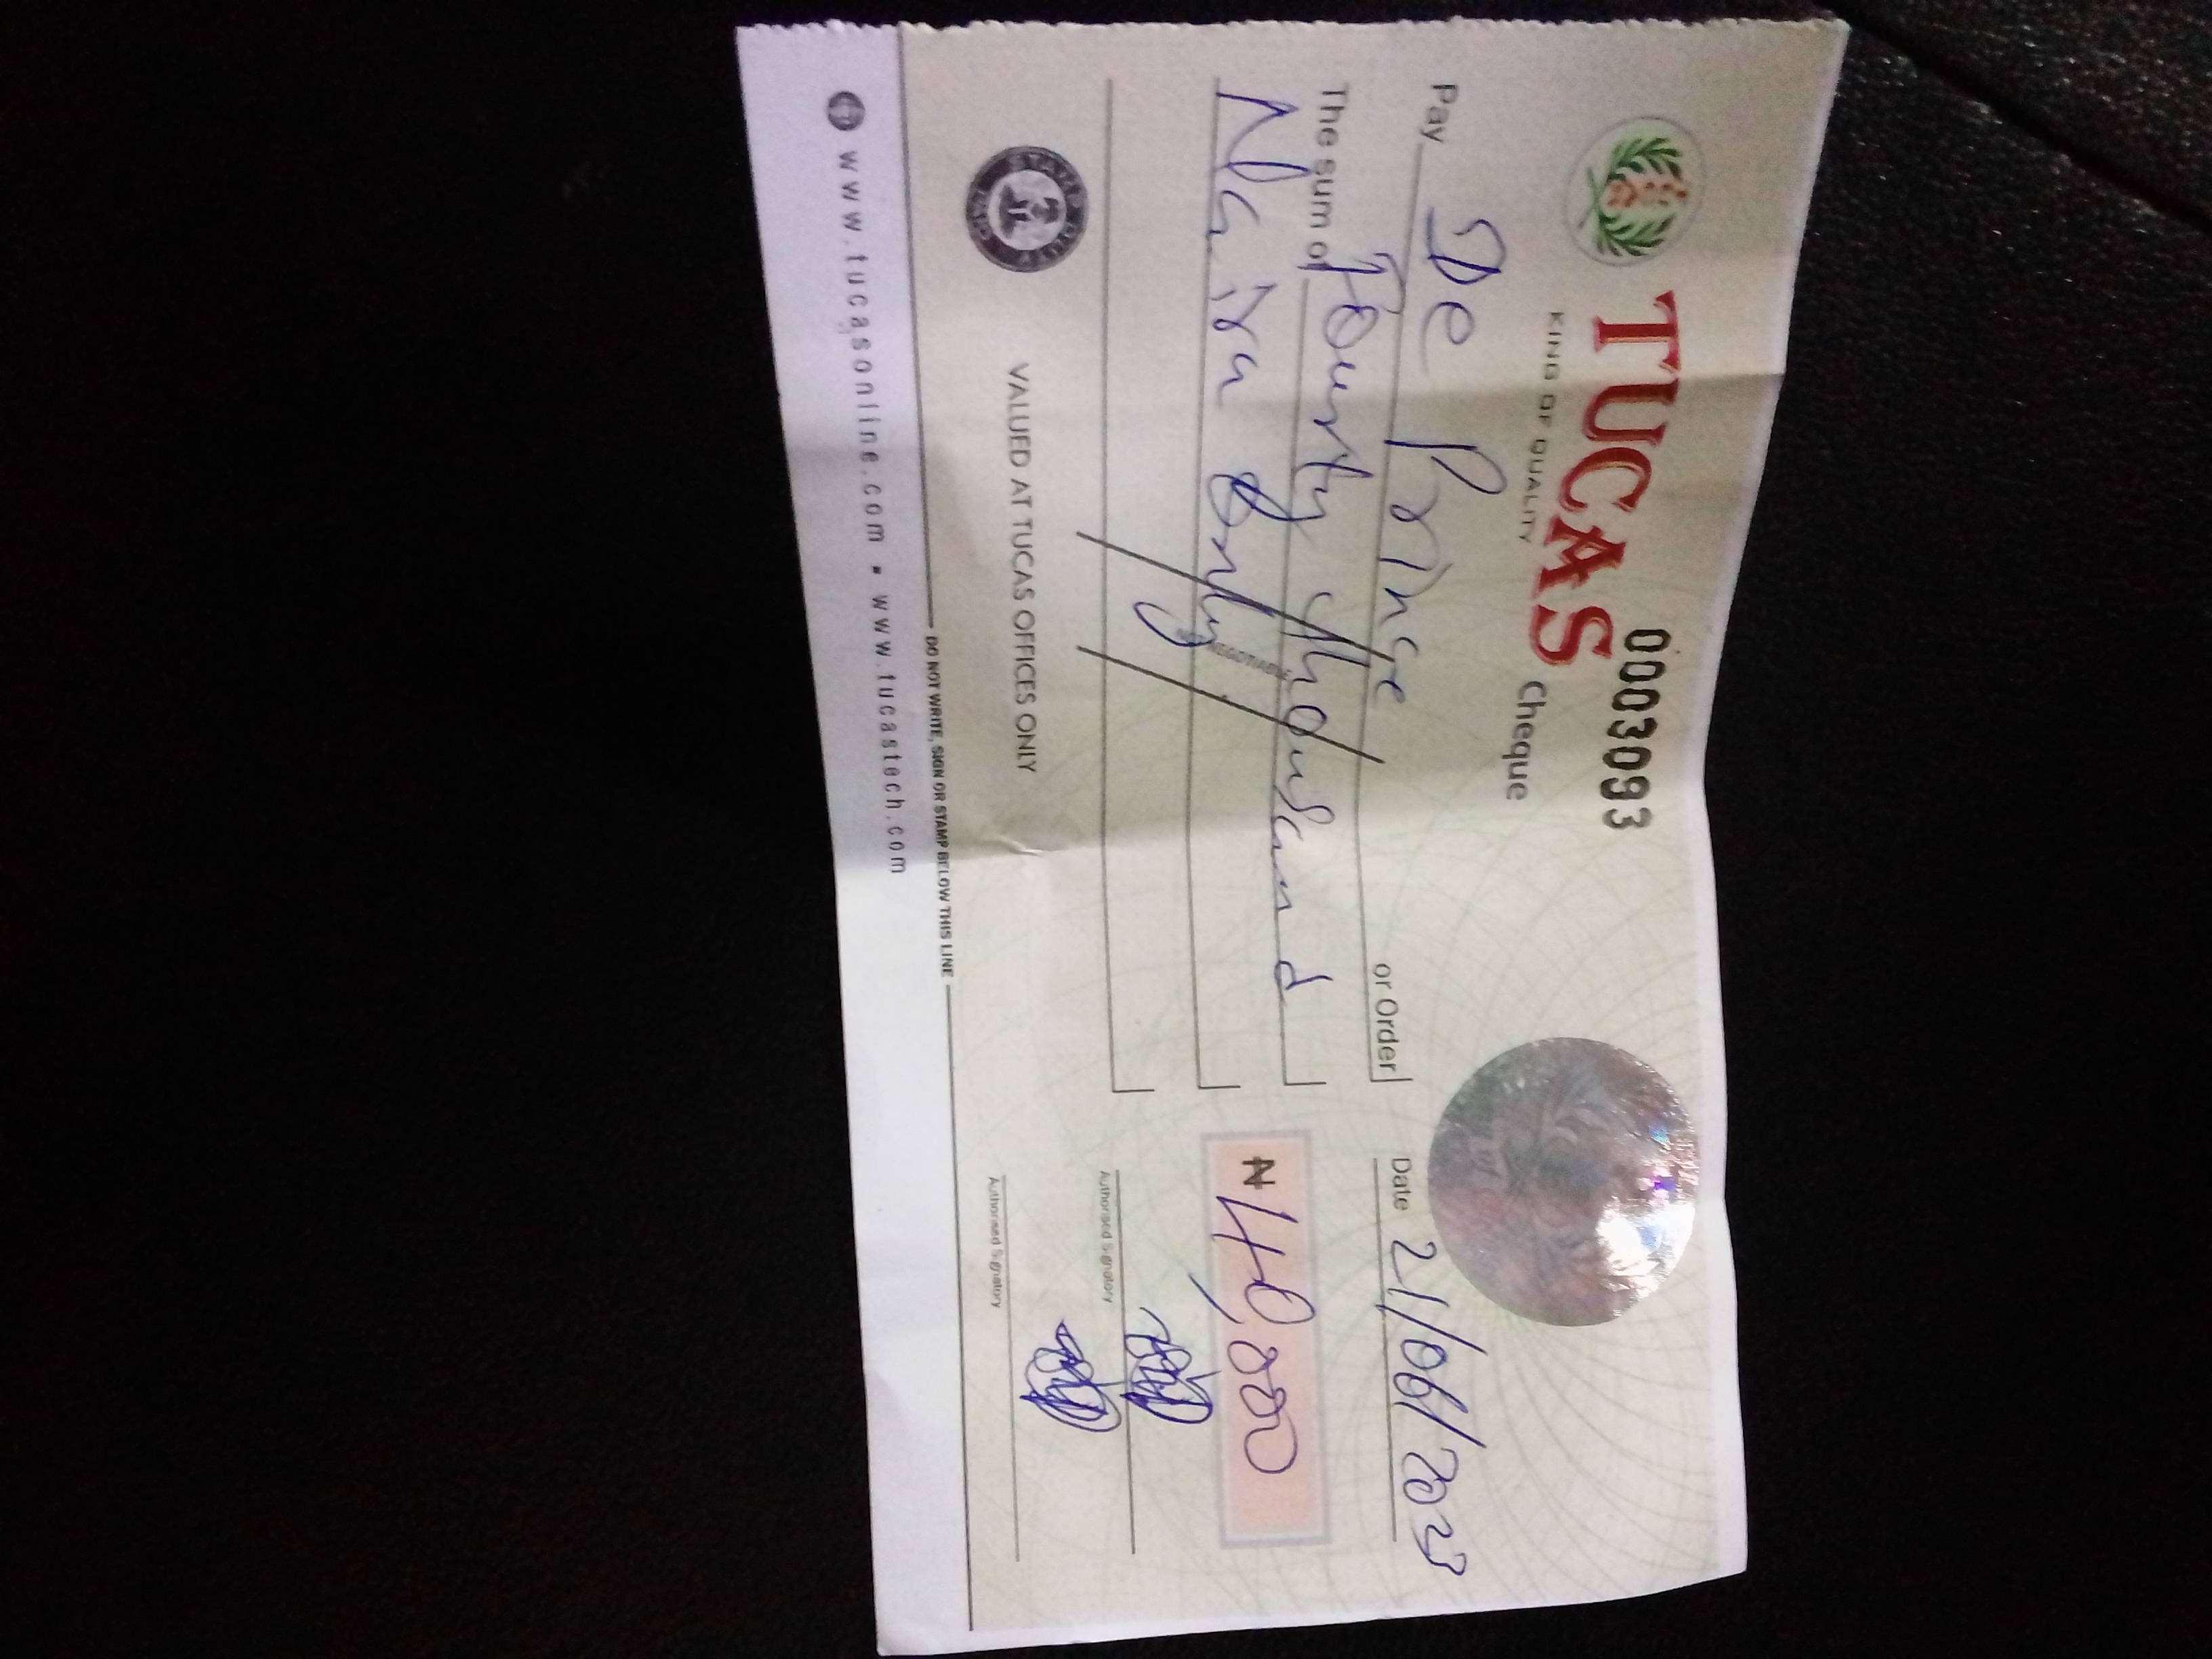 0003093
TUCAS Cheque
KING OF QUALITY
Pay De Prince or Order
Date 21/06/2023
The sum of Fourty Thousand
Naira Only
₦ 40,000
NOT NEGOTIABLE
Authorised Signatory
VALUED AT TUCAS OFFICES ONLY
Authorised Signatory
DO NOT WRITE, SIGN OR STAMP BELOW THIS LINE
www.tucasonline.com • www.tucastech.com